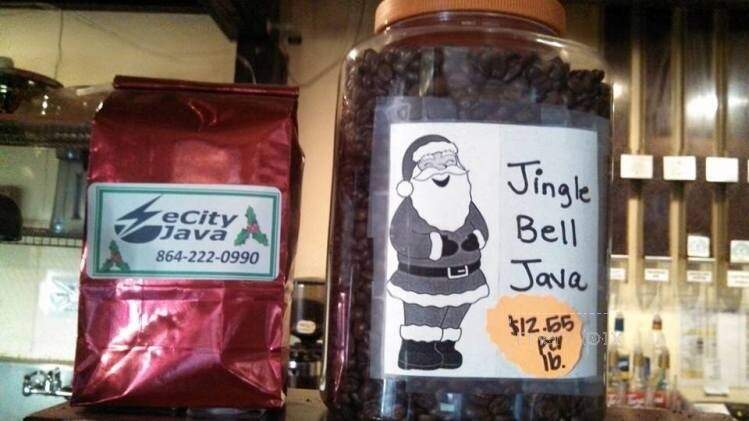 eCity
Java
864-222-0990
Jingle
Bell
Java
$12.55
per
lb.